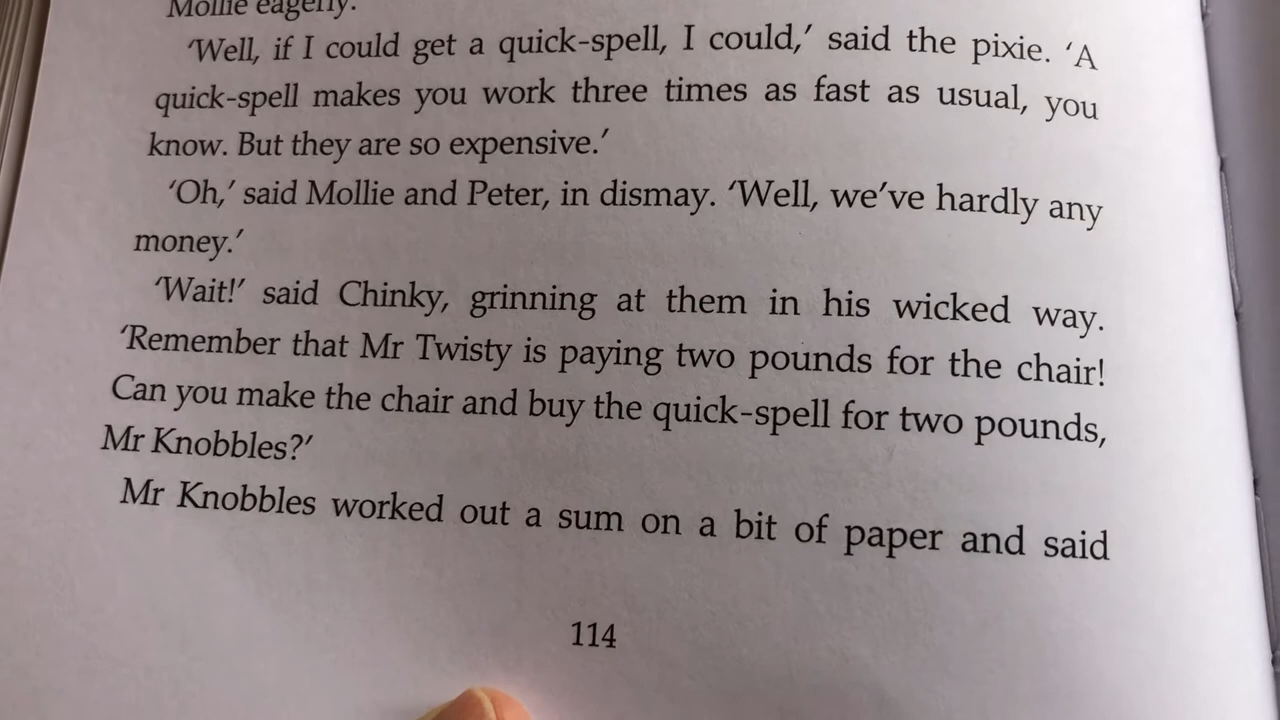 Mollie eagerly.
'Well, if I could get a quick-spell, I could,' said the pixie. 'A
quick-spell makes you work three times as fast as usual, you
know. But they are so expensive.'
'Oh,' said Mollie and Peter, in dismay. 'Well, we've hardly any
money.'
'Wait!' said Chinky, grinning at them in his wicked way.
'Remember that Mr Twisty is paying two pounds for the chair!
Can you make the chair and buy the quick-spell for two pounds,
Mr Knobbles?'
Mr Knobbles worked out a sum on a bit of paper and said
114